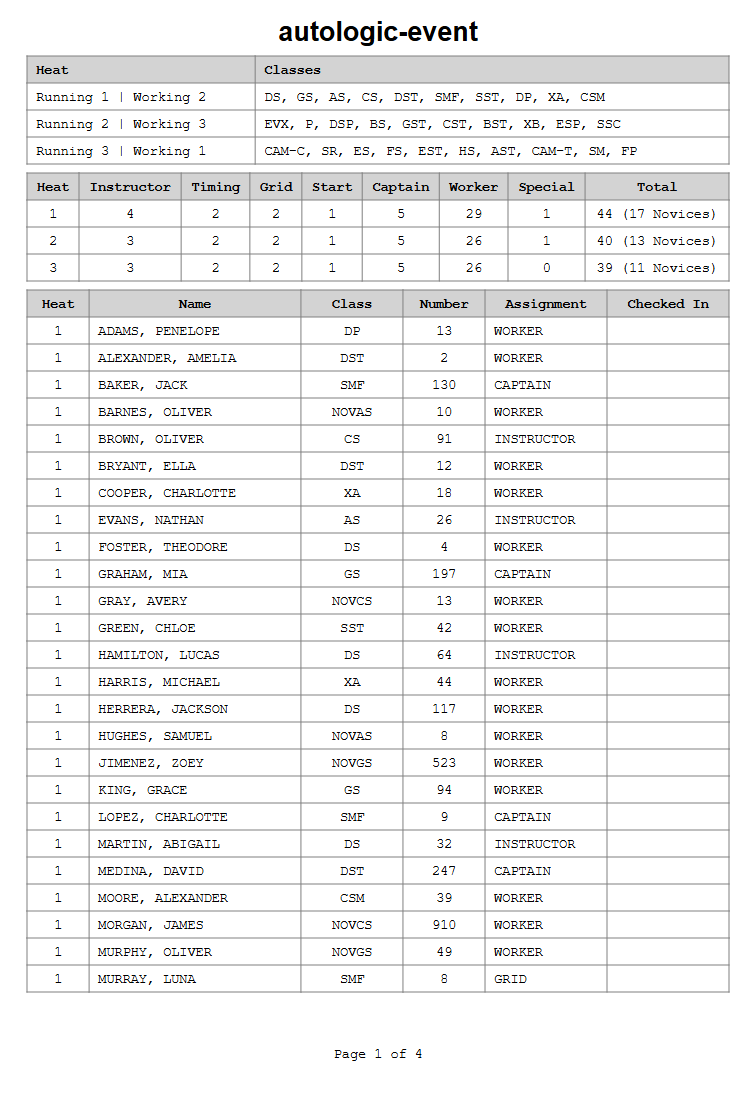 autologic-event
Heat Classes
Running 1 | Working 2 DS, GS, AS, CS, DST, SMF, SST, DP, XA, CSM
Running 2 | Working 3 EVX, P, DSP, BS, GST, CST, BST, XB, ESP, SSC
Running 3 | Working 1 CAM-C, SR, ES, FS, EST, HS, AST, CAM-T, SM, FP
Heat Instructor Timing Grid Start Captain Worker Special Total
1 4 2 2 1 5 29 1 44 (17 Novices)
2 3 2 2 1 5 26 1 40 (13 Novices)
3 3 2 2 1 5 26 0 39 (11 Novices)
Heat Name Class Number Assignment Checked In
1 ADAMS, PENELOPE DP 13 WORKER
1 ALEXANDER, AMELIA DST 2 WORKER
1 BAKER, JACK SMF 130 CAPTAIN
1 BARNES, OLIVER NOVAS 10 WORKER
1 BROWN, OLIVER CS 91 INSTRUCTOR
1 BRYANT, ELLA DST 12 WORKER
1 COOPER, CHARLOTTE XA 18 WORKER
1 EVANS, NATHAN AS 26 INSTRUCTOR
1 FOSTER, THEODORE DS 4 WORKER
1 GRAHAM, MIA GS 197 CAPTAIN
1 GRAY, AVERY NOVCS 13 WORKER
1 GREEN, CHLOE SST 42 WORKER
1 HAMILTON, LUCAS DS 64 INSTRUCTOR
1 HARRIS, MICHAEL XA 44 WORKER
1 HERRERA, JACKSON DS 117 WORKER
1 HUGHES, SAMUEL NOVAS 8 WORKER
1 JIMENEZ, ZOEY NOVGS 523 WORKER
1 KING, GRACE GS 94 WORKER
1 LOPEZ, CHARLOTTE SMF 9 CAPTAIN
1 MARTIN, ABIGAIL DS 32 INSTRUCTOR
1 MEDINA, DAVID DST 247 CAPTAIN
1 MOORE, ALEXANDER CSM 39 WORKER
1 MORGAN, JAMES NOVCS 910 WORKER
1 MURPHY, OLIVER NOVGS 49 WORKER
1 MURRAY, LUNA SMF 8 GRID
Page 1 of 4